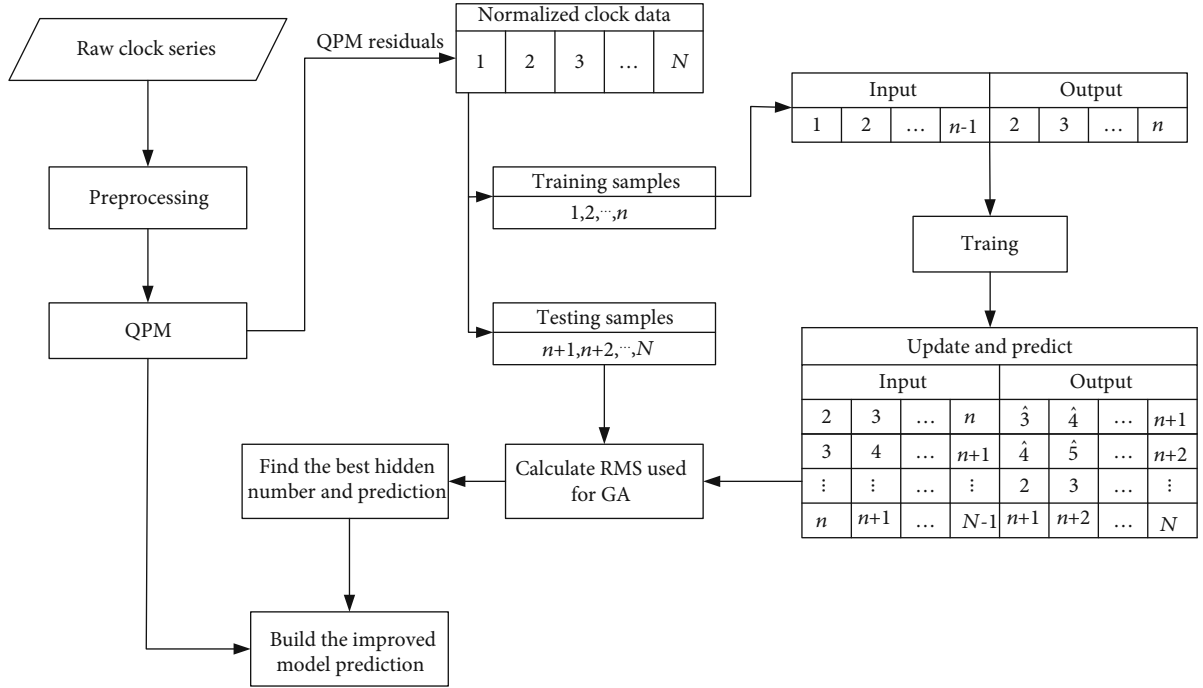 Raw clock series
Preprocessing
QPM
QPM residuals
Normalized clock data
1 2 3 ... N
Training samples
1,2,...,n
Testing samples
n+1,n+2,...,N
Input Output
1 2 ... n-1 2 3 ... n
Traing
Update and predict
Input Output
2 3 ... n 3̂ 4̂ ... n+1
3 4 ... n+1 4̂ 5̂ ... n+2
⋮ ⋮ ... ⋮ 2 3 ... ⋮
n n+1 ... N-1 n+1 n+2 ... N
Calculate RMS used
for GA
Find the best hidden
number and prediction
Build the improved
model prediction